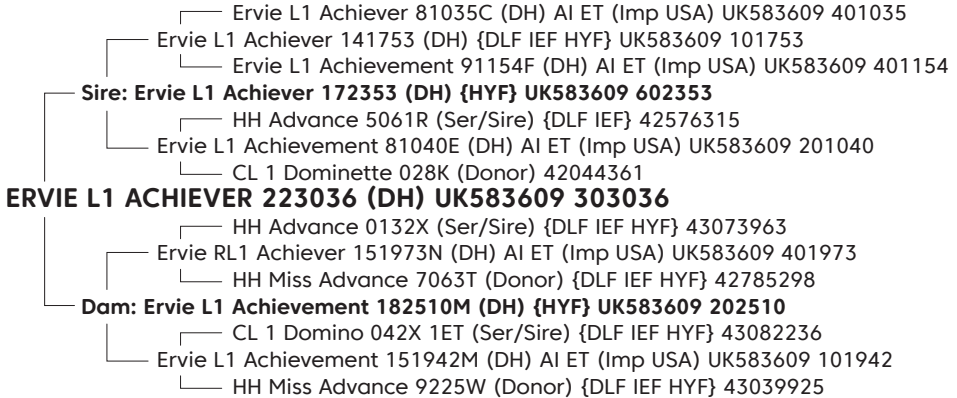 Ervie L1 Achiever 81035C (DH) AI ET (Imp USA) UK583609 401035
Ervie L1 Achiever 141753 (DH) {DLF IEF HYF} UK583609 101753
Ervie L1 Achievement 91154F (DH) AI ET (Imp USA) UK583609 401154
Sire: Ervie L1 Achiever 172353 (DH) {HYF} UK583609 602353
HH Advance 5061R (Ser/Sire) {DLF IEF} 42576315
Ervie L1 Achievement 81040E (DH) AI ET (Imp USA) UK583609 201040
CL 1 Dominette 028K (Donor) 42044361
ERVIE L1 ACHIEVER 223036 (DH) UK583609 303036
HH Advance 0132X (Ser/Sire) {DLF IEF HYF} 43073963
Ervie RL1 Achiever 151973N (DH) AI ET (Imp USA) UK583609 401973
HH Miss Advance 7063T (Donor) {DLF IEF HYF} 42785298
Dam: Ervie L1 Achievement 182510M (DH) {HYF} UK583609 202510
CL 1 Domino 042X 1ET (Ser/Sire) {DLF IEF HYF} 43082236
Ervie L1 Achievement 151942M (DH) AI ET (Imp USA) UK583609 101942
HH Miss Advance 9225W (Donor) {DLF IEF HYF} 43039925